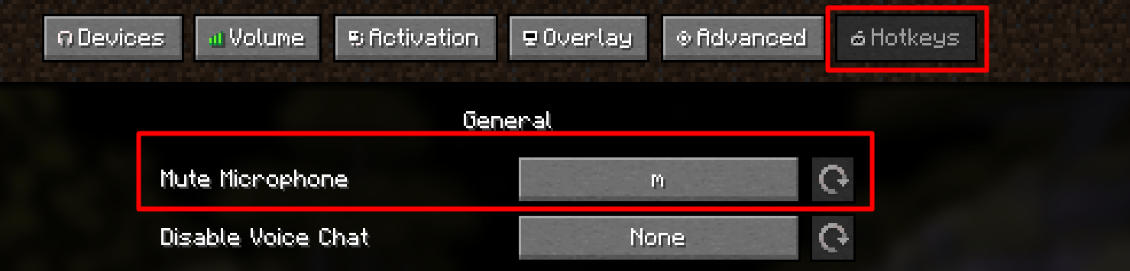 Devices Volume Activation Overlay Advanced Hotkeys
General
Mute Microphone m
Disable Voice Chat None